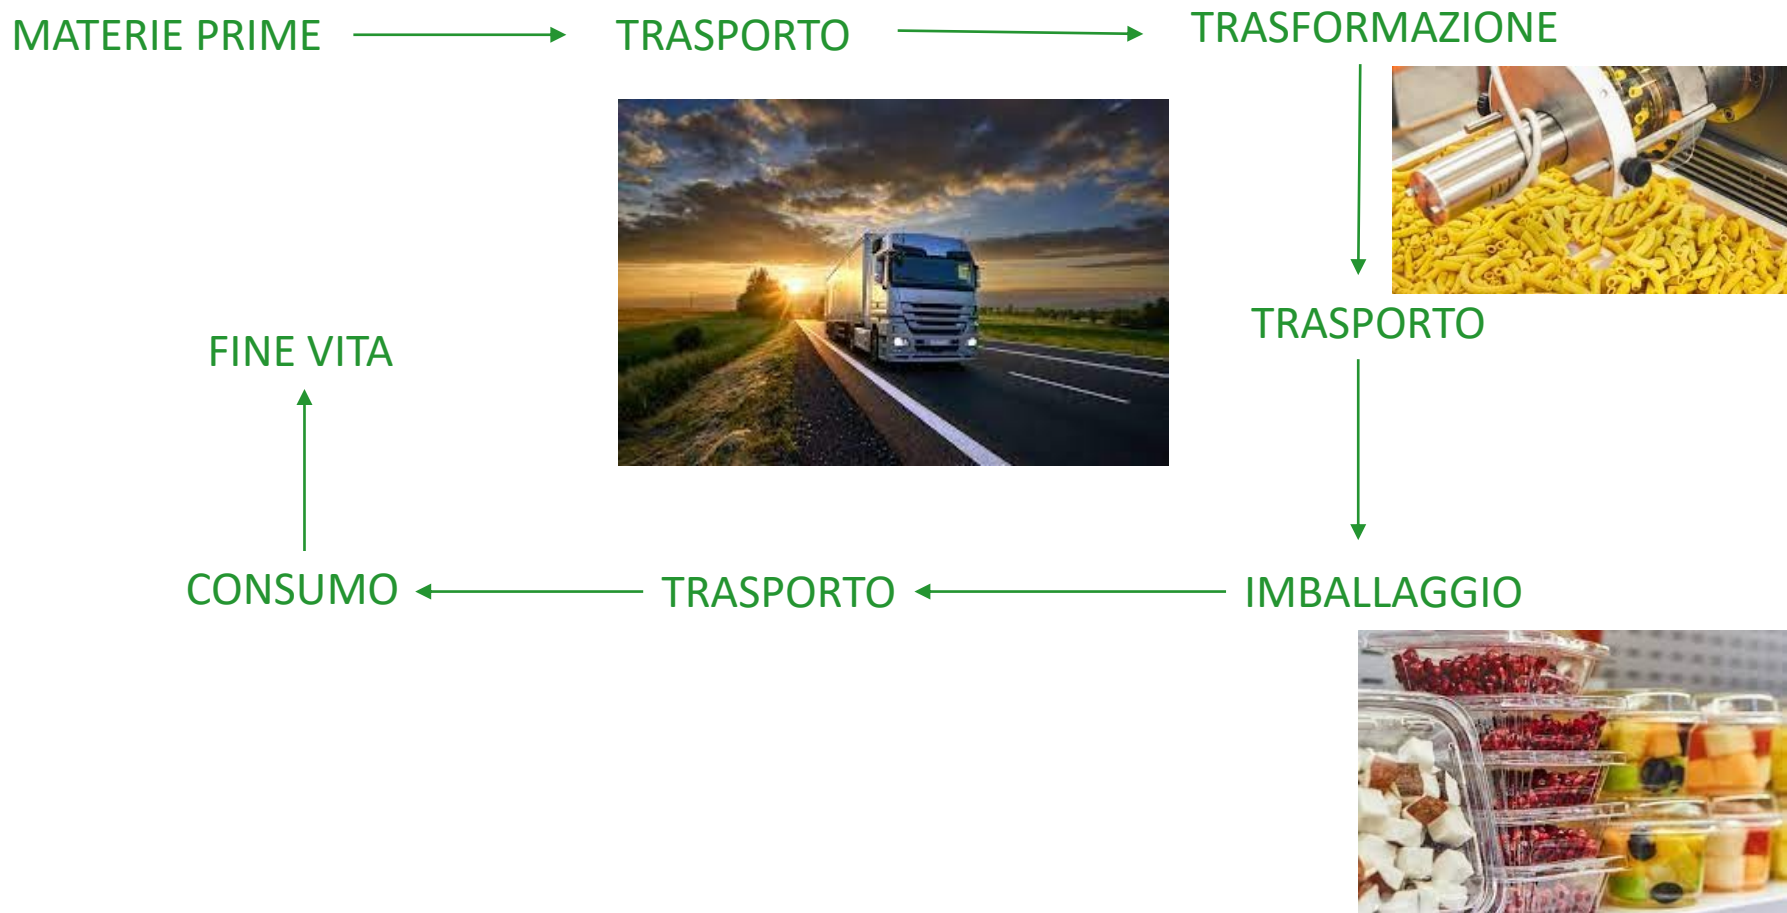 MATERIE PRIME
TRASPORTO
TRASFORMAZIONE
TRASPORTO
IMBALLAGGIO
TRASPORTO
CONSUMO
FINE VITA